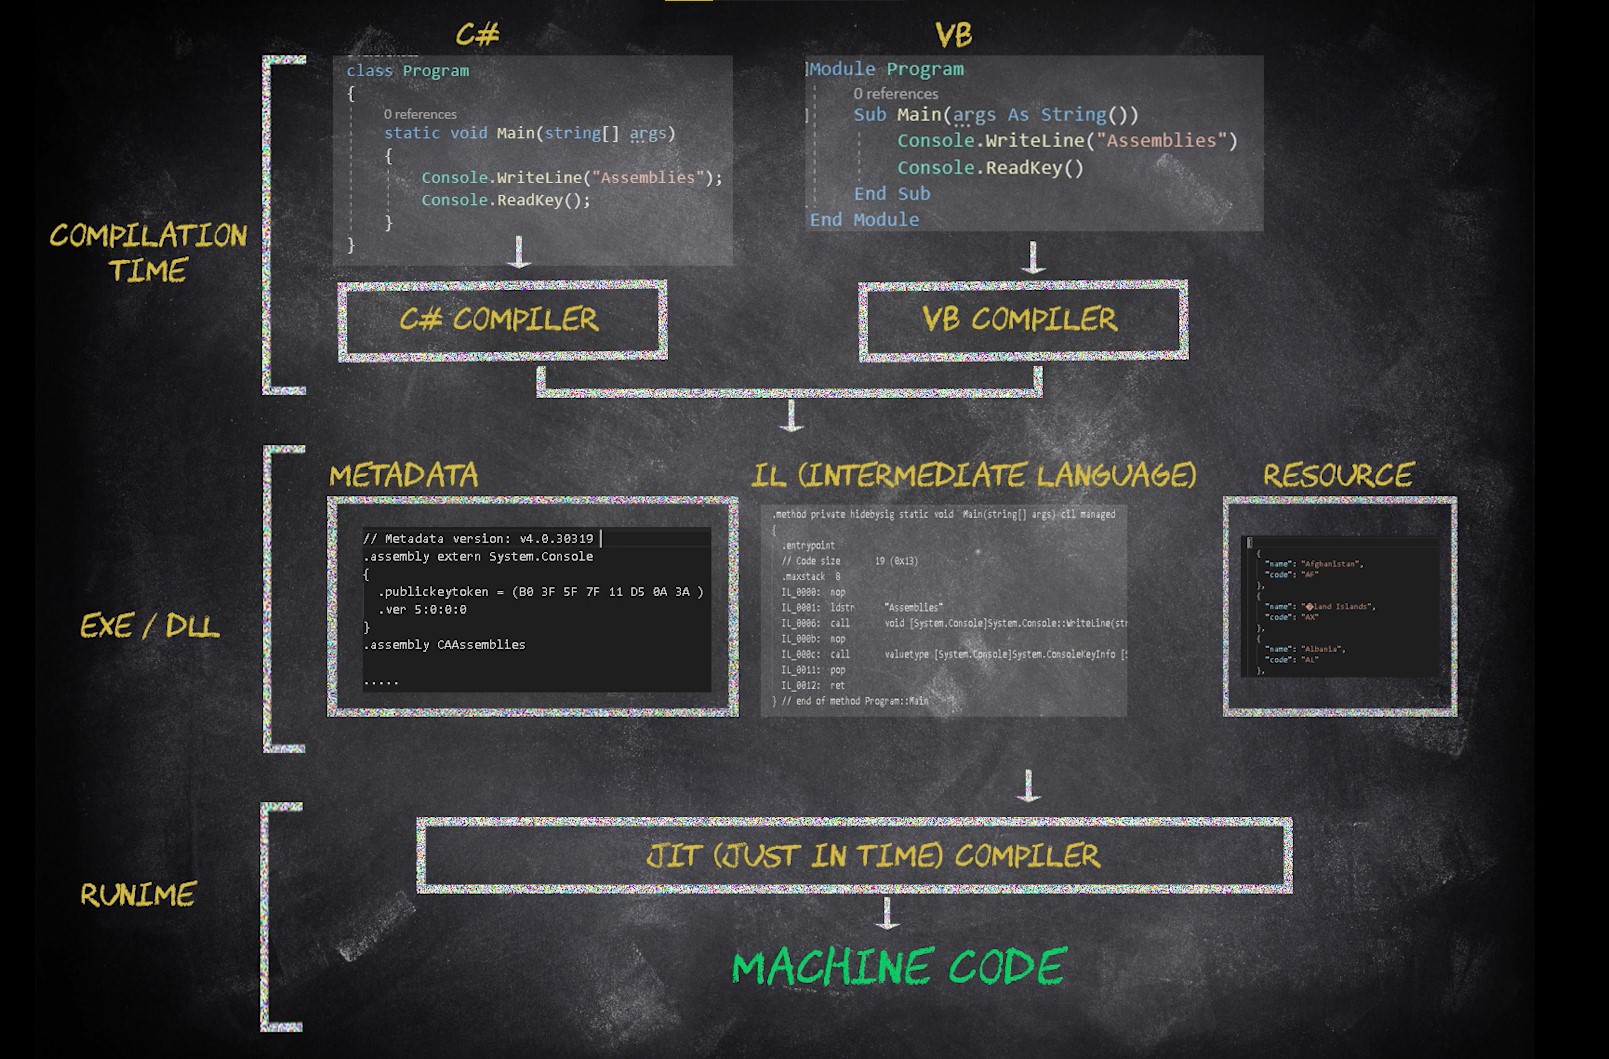 C#
class Program
{
0 references
static void Main(string[] args)
{
Console.WriteLine("Assemblies");
Console.ReadKey();
}
}
VB
Module Program
0 references
Sub Main(args As String())
Console.WriteLine("Assemblies")
Console.ReadKey()
End Sub
End Module
COMPILATION
TIME
C# COMPILER
VB COMPILER
METADATA
// Metadata version: v4.0.30319
.assembly extern System.Console
{
.publickeytoken = (B0 3F 5F 7F 11 D5 0A 3A )
.ver 5:0:0:0
}
.assembly CAAssemblies
.....
IL (INTERMEDIATE LANGUAGE)
.method private hidebysig static void Main(string[] args) cil managed
{
.entrypoint
// Code size 19 (0x13)
.maxstack 8
IL_0000: nop
IL_0001: ldstr "Assemblies"
IL_0006: call void [System.Console]System.Console::WriteLine(str
IL_000b: nop
IL_000c: call valuetype [System.Console]System.ConsoleKeyInfo [S
IL_0011: pop
IL_0012: ret
} // end of method Program::Main
RESOURCE
[
{
"name": "Afghanistan",
"code": "AF"
},
{
"name": "�land Islands",
"code": "AX"
},
{
"name": "Albania",
"code": "AL"
},
EXE / DLL
RUNIME
JIT (JUST IN TIME) COMPILER
MACHINE CODE